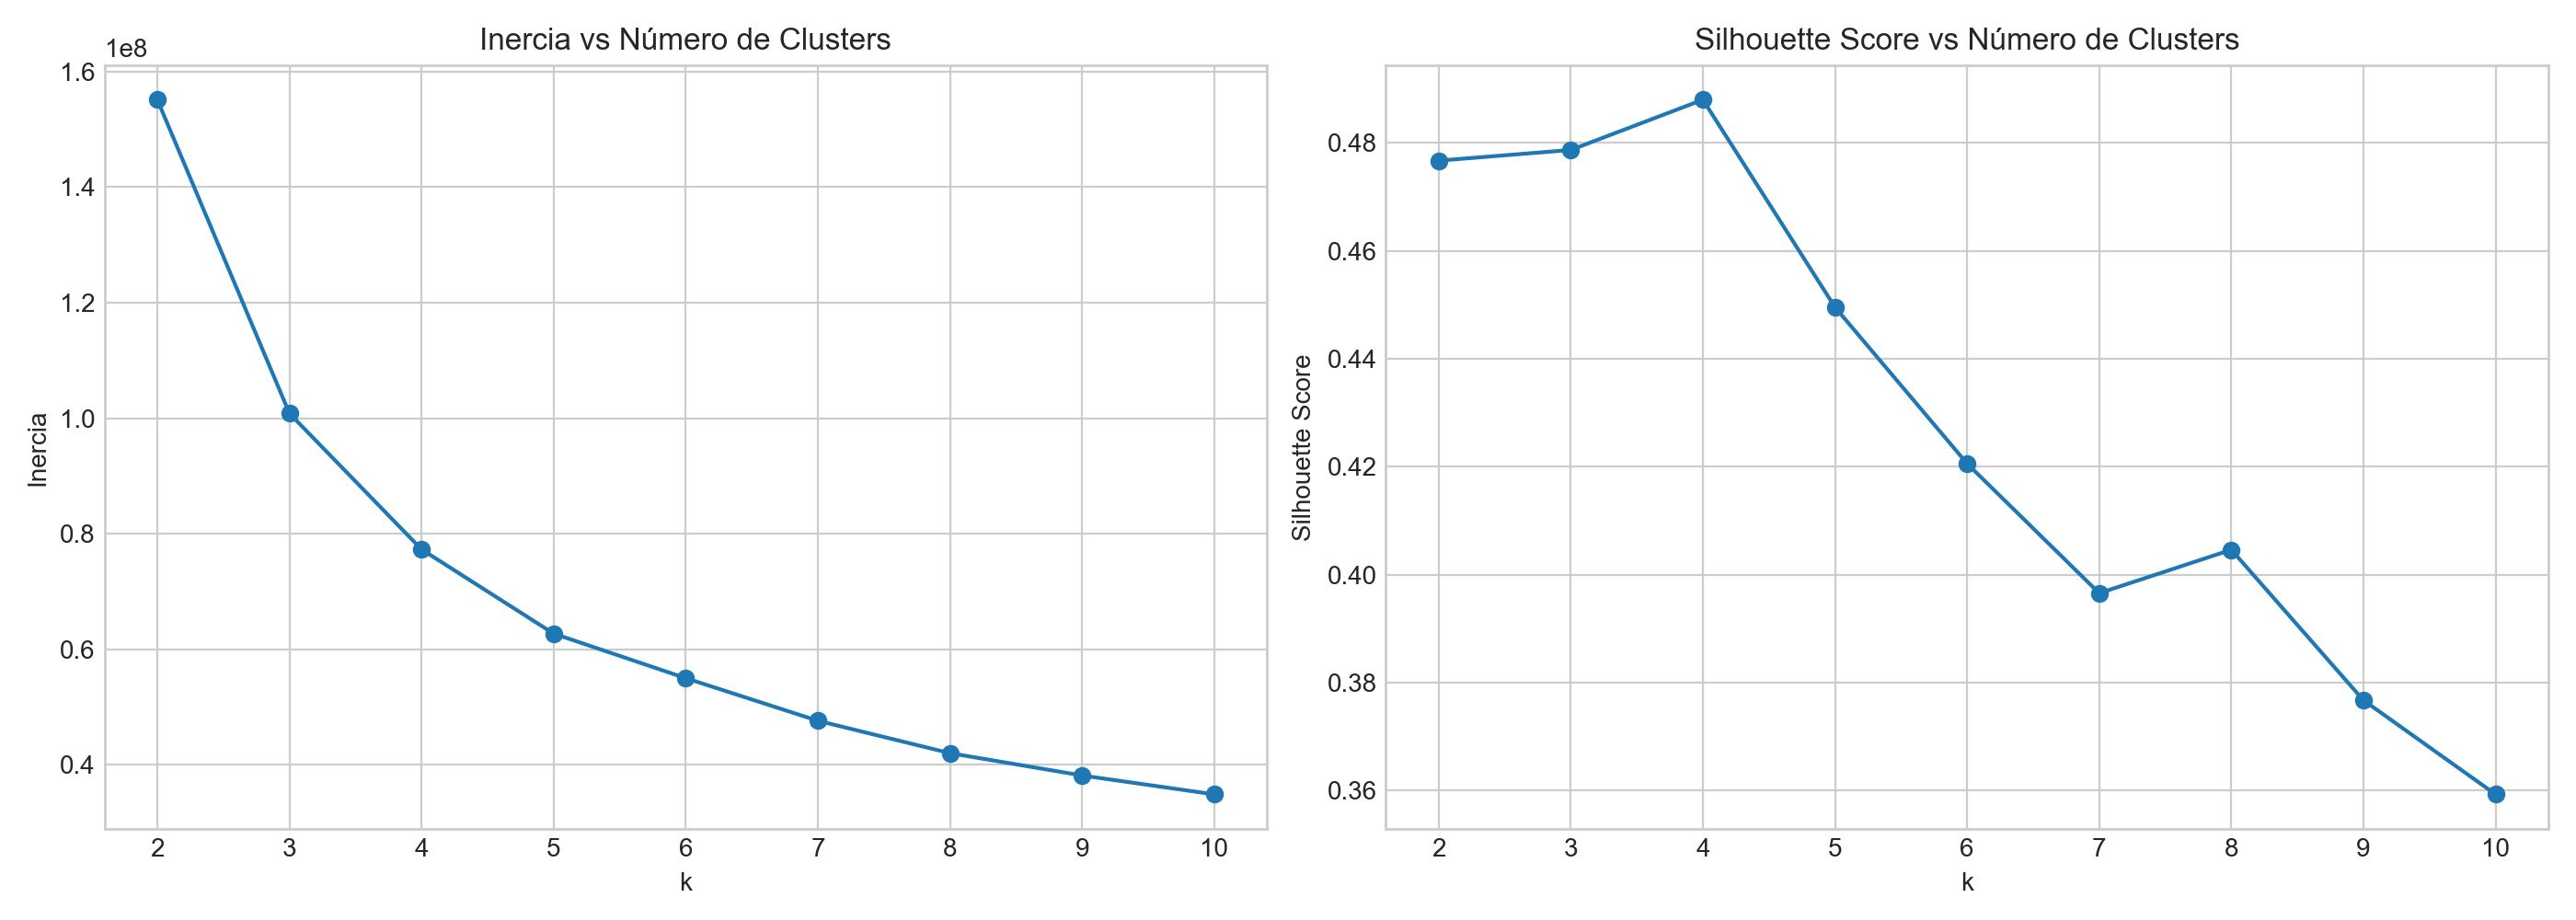 Inercia vs Número de Clusters
1e8
1.6
1.4
1.2
1.0
0.8
0.6
0.4
Inercia
2 3 4 5 6 7 8 9 10
k
Silhouette Score vs Número de Clusters
0.48
0.46
0.44
0.42
0.40
0.38
0.36
Silhouette Score
2 3 4 5 6 7 8 9 10
k